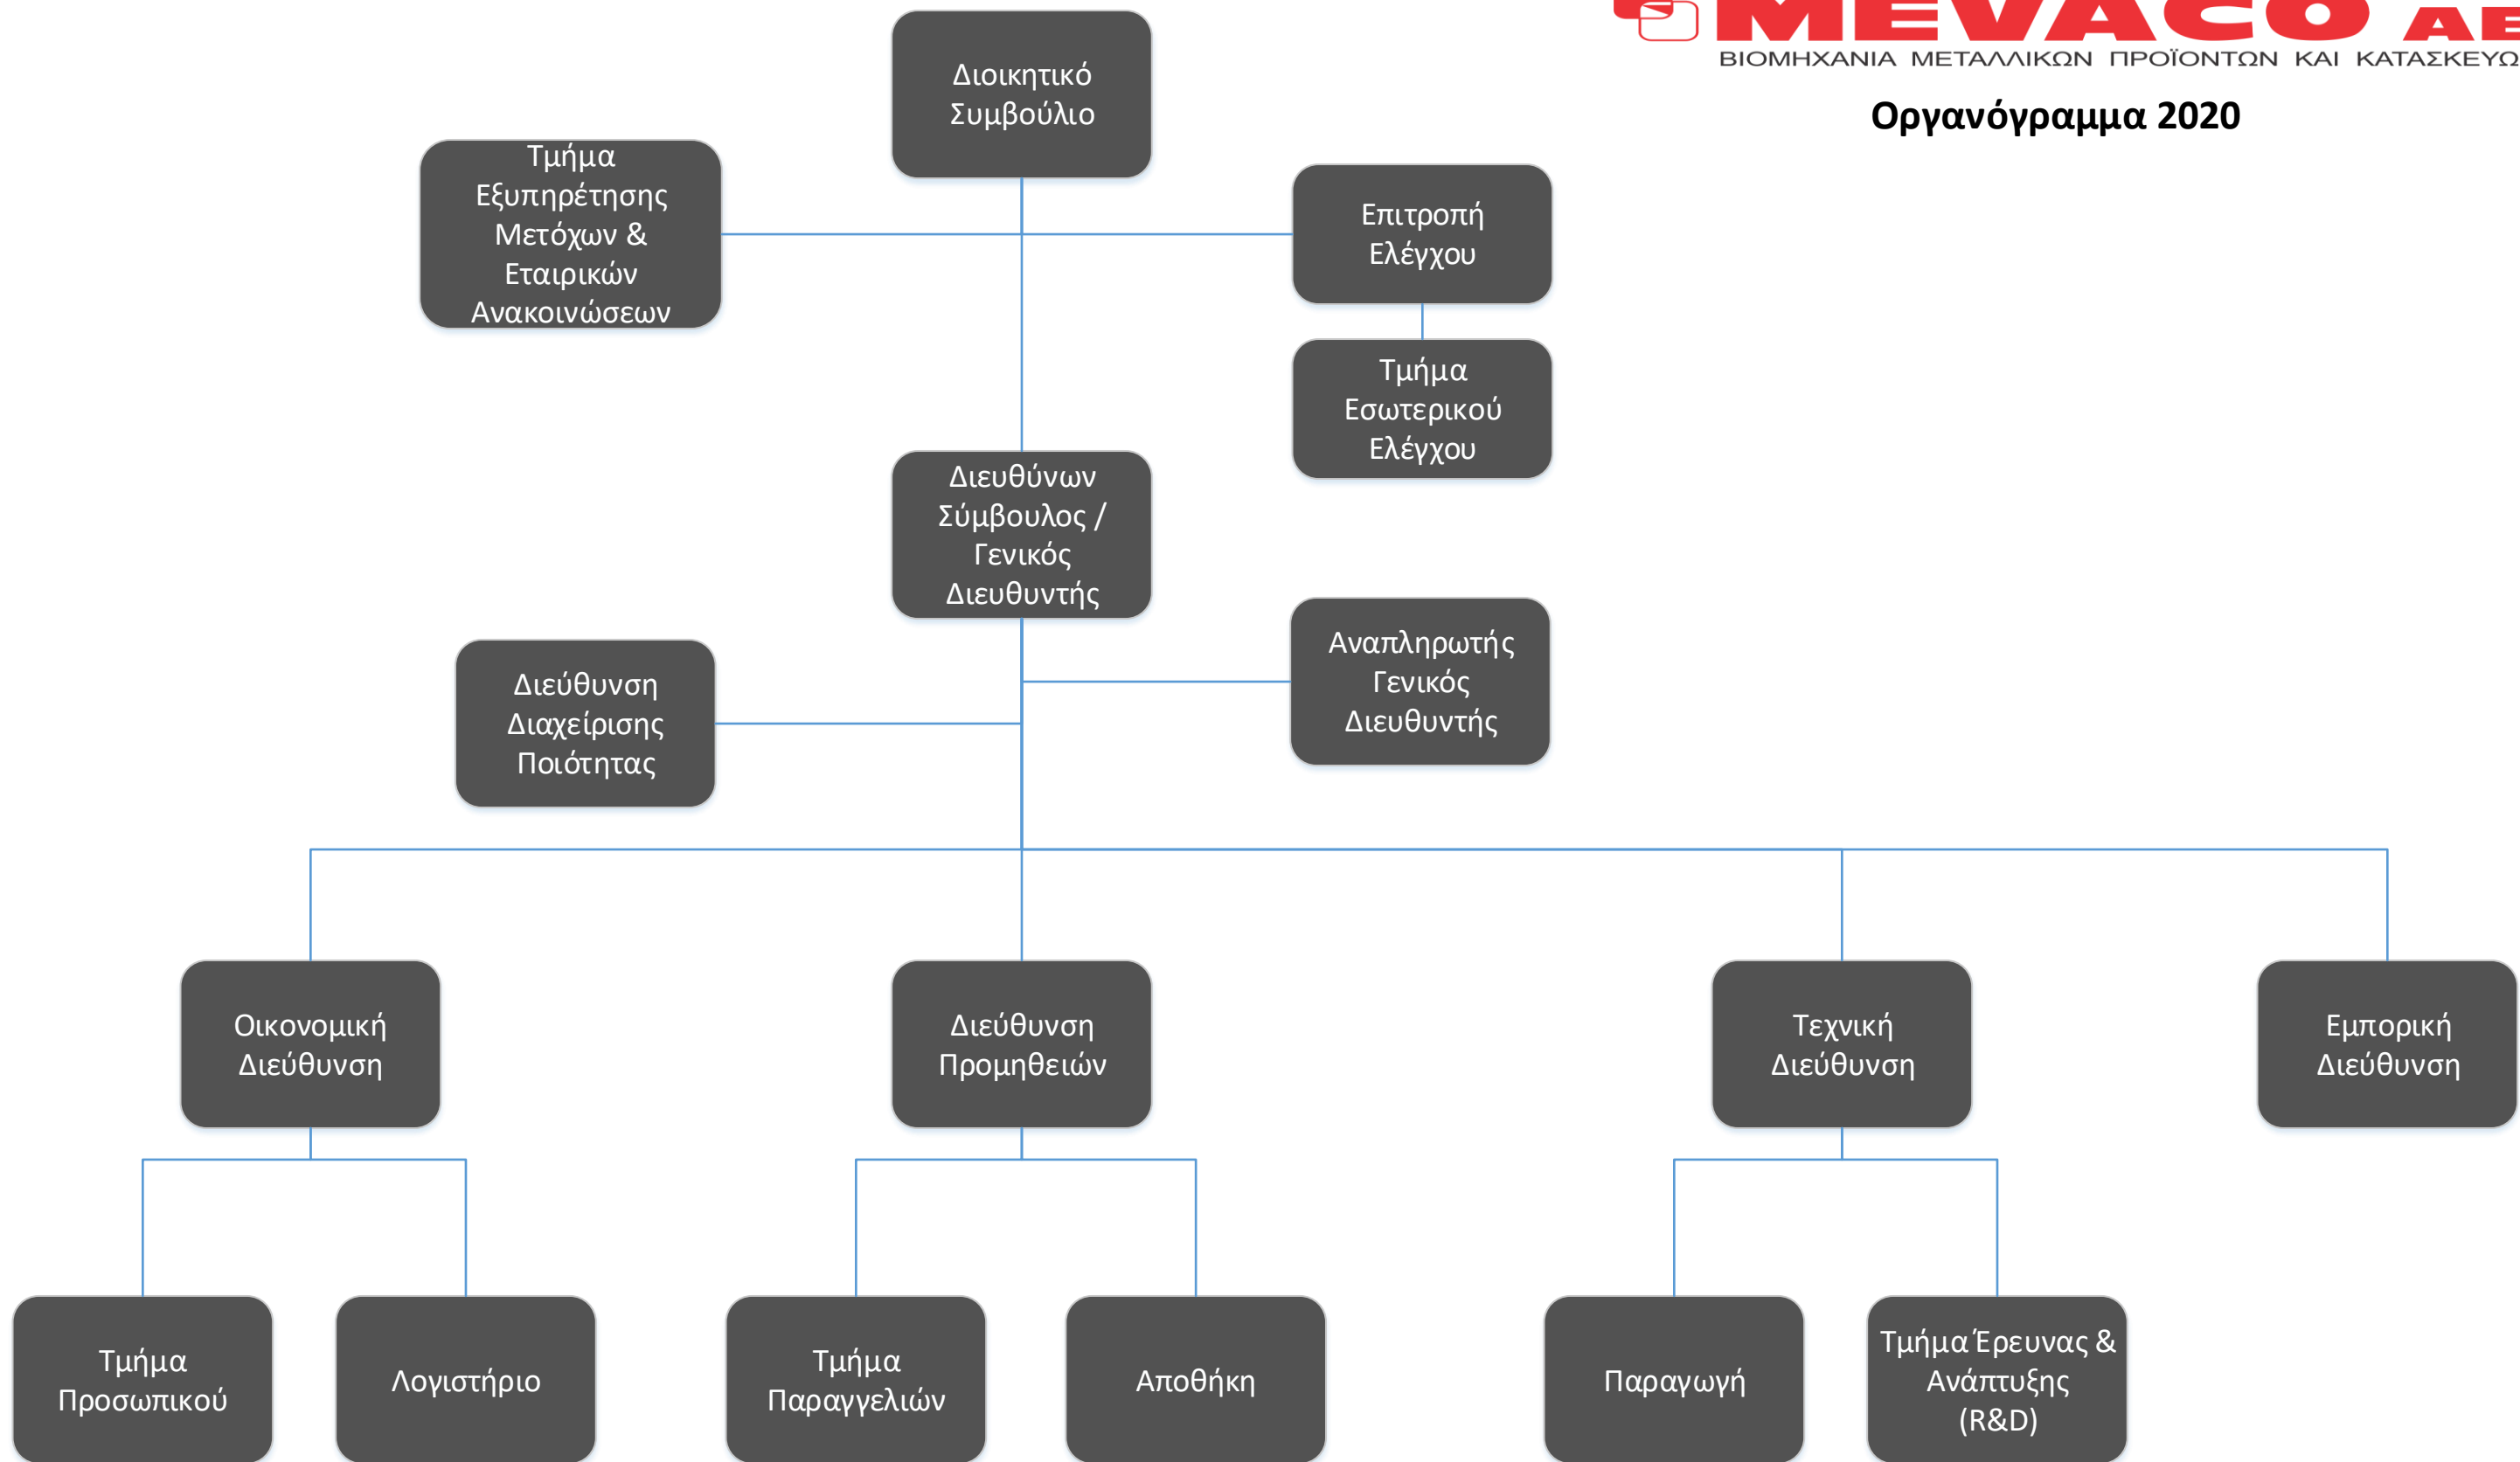 MEVACO AE
ΒΙΟΜΗΧΑΝΙΑ ΜΕΤΑΛΛΙΚΩΝ ΠΡΟΪΟΝΤΩΝ ΚΑΙ ΚΑΤΑΣΚΕΥΩ
Οργανόγραμμα 2020
Διοικητικό
Συμβούλιο
Τμήμα
Εξυπηρέτησης
Μετόχων &
Εταιρικών
Ανακοινώσεων
Επιτροπή
Ελέγχου
Τμήμα
Εσωτερικού
Ελέγχου
Διευθύνων
Σύμβουλος /
Γενικός
Διευθυντής
Αναπληρωτής
Γενικός
Διευθυντής
Διεύθυνση
Διαχείρισης
Ποιότητας
Οικονομική
Διεύθυνση
Διεύθυνση
Προμηθειών
Τεχνική
Διεύθυνση
Εμπορική
Διεύθυνση
Τμήμα
Προσωπικού
Λογιστήριο
Τμήμα
Παραγγελιών
Αποθήκη
Παραγωγή
Τμήμα Έρευνας &
Ανάπτυξης
(R&D)